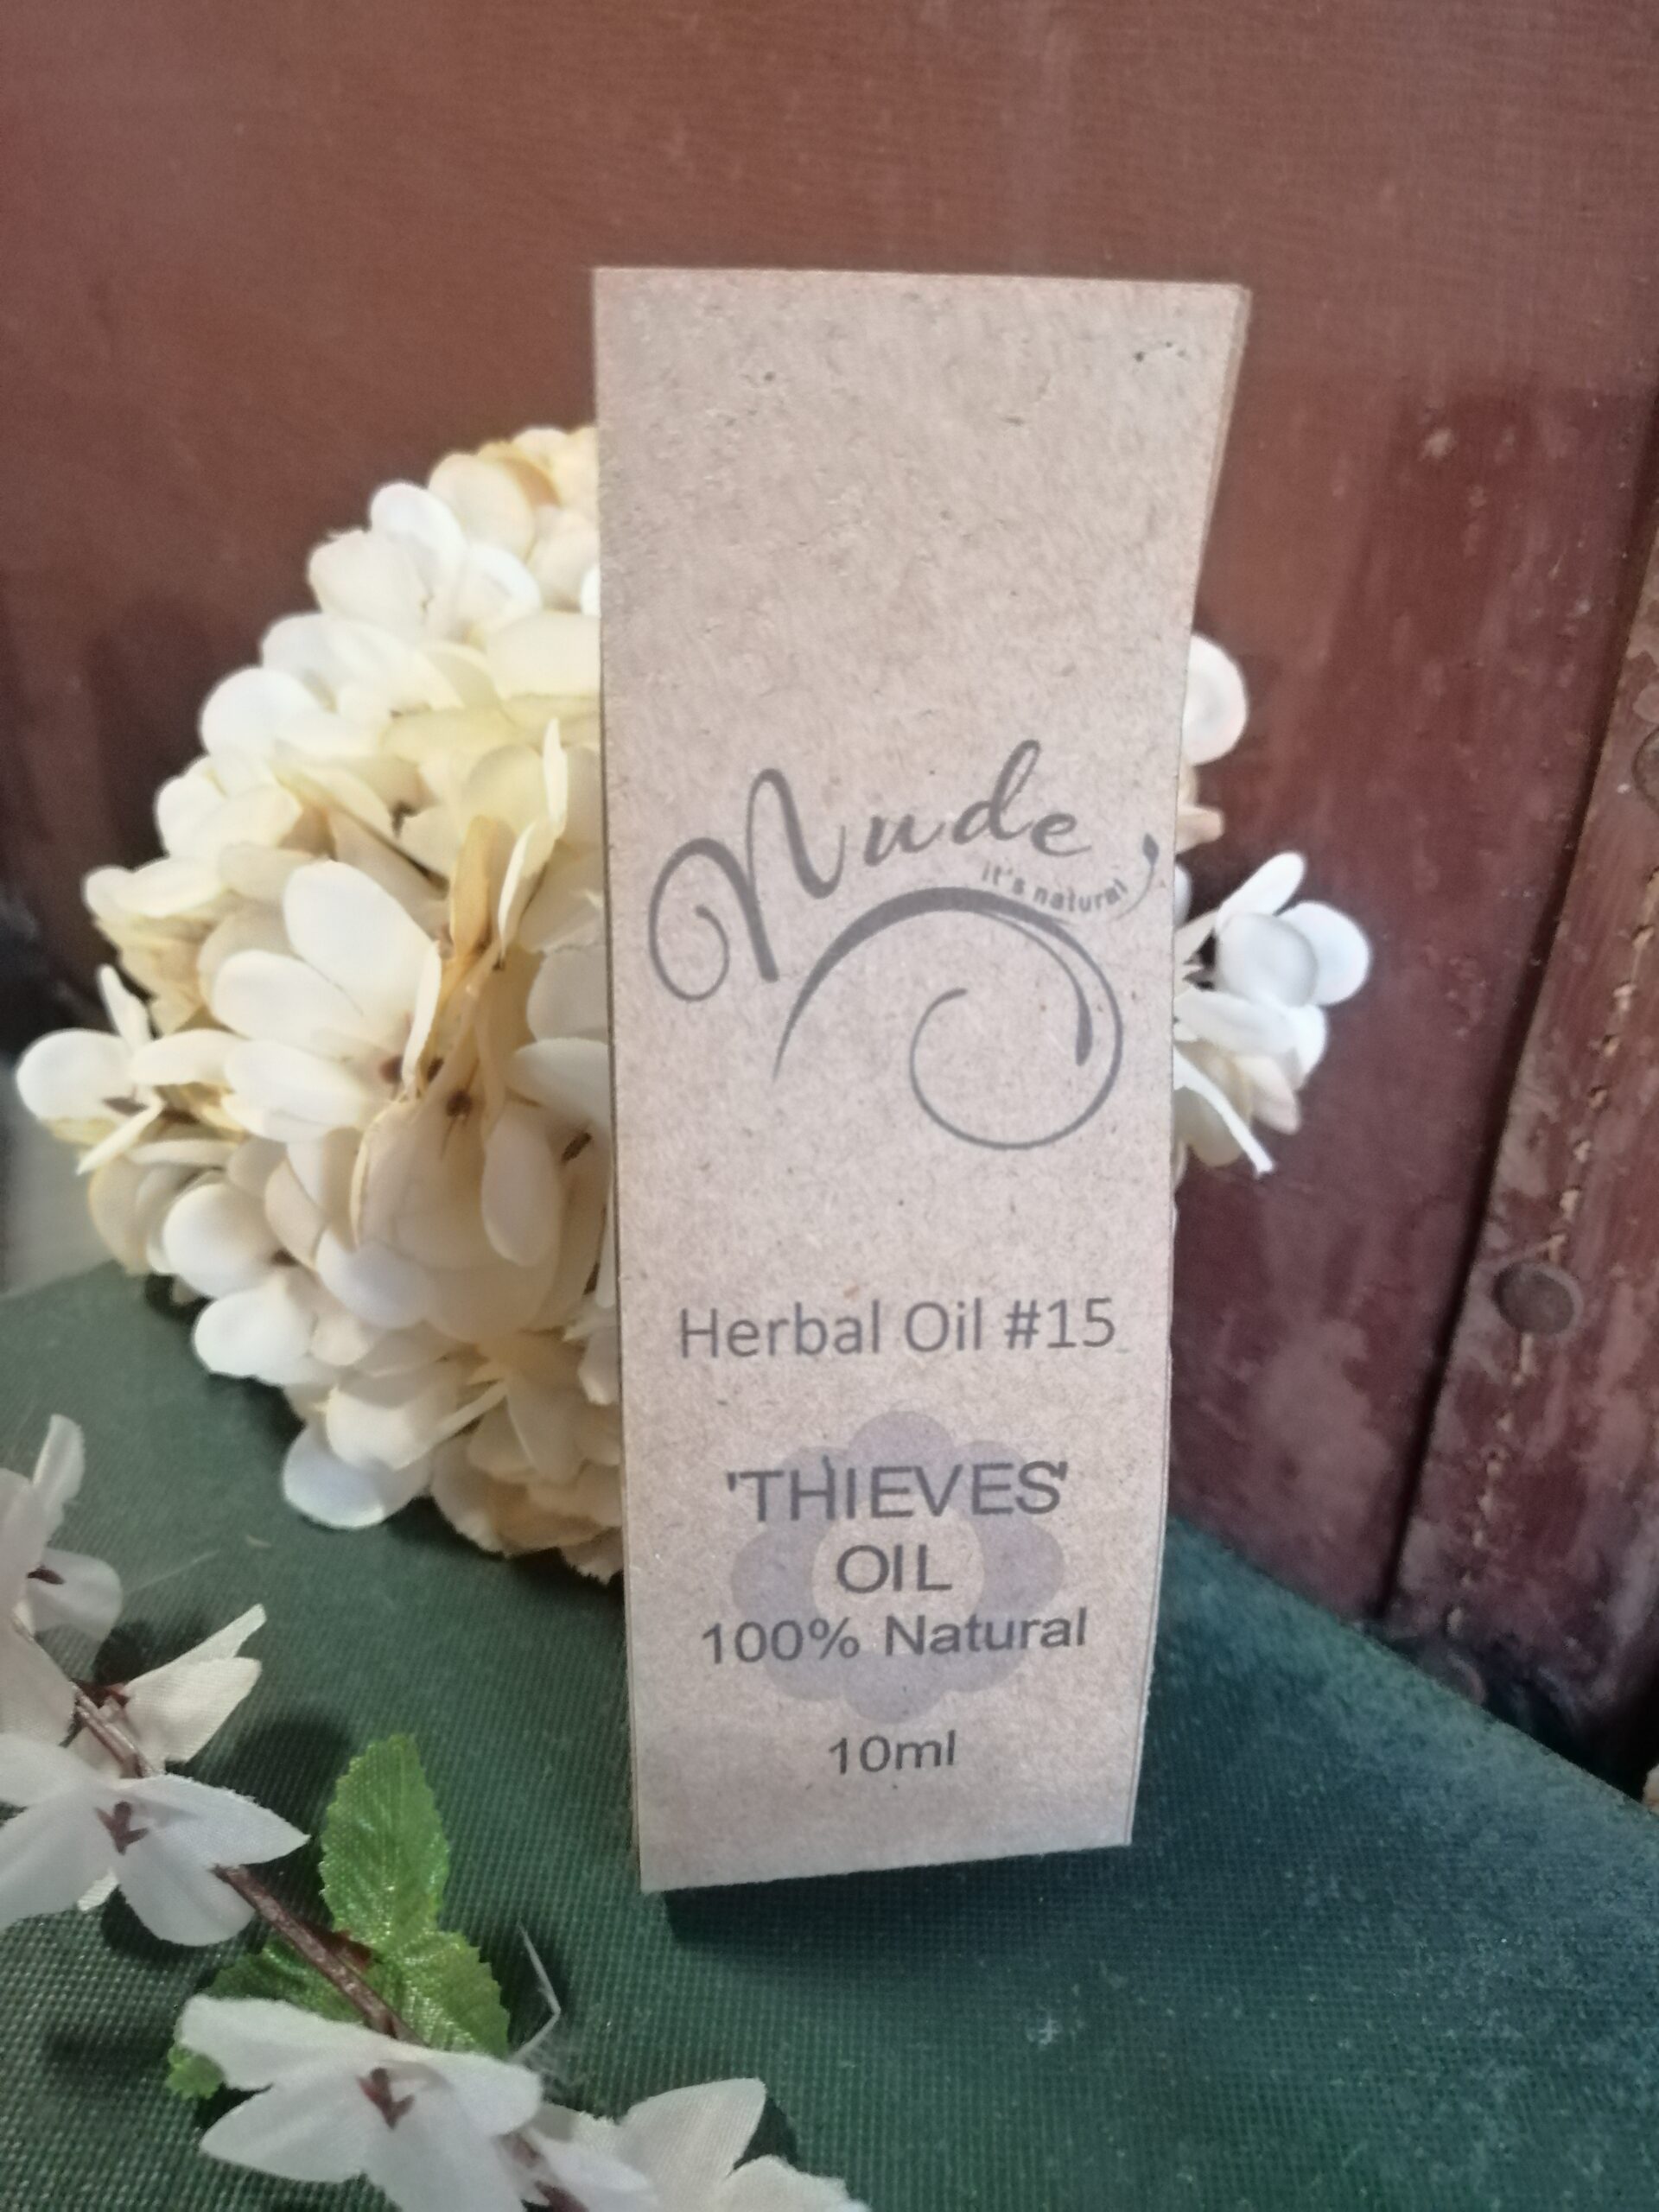 Nude
it's natural
Herbal Oil #15
'THIEVES'
OIL
100% Natural
10ml